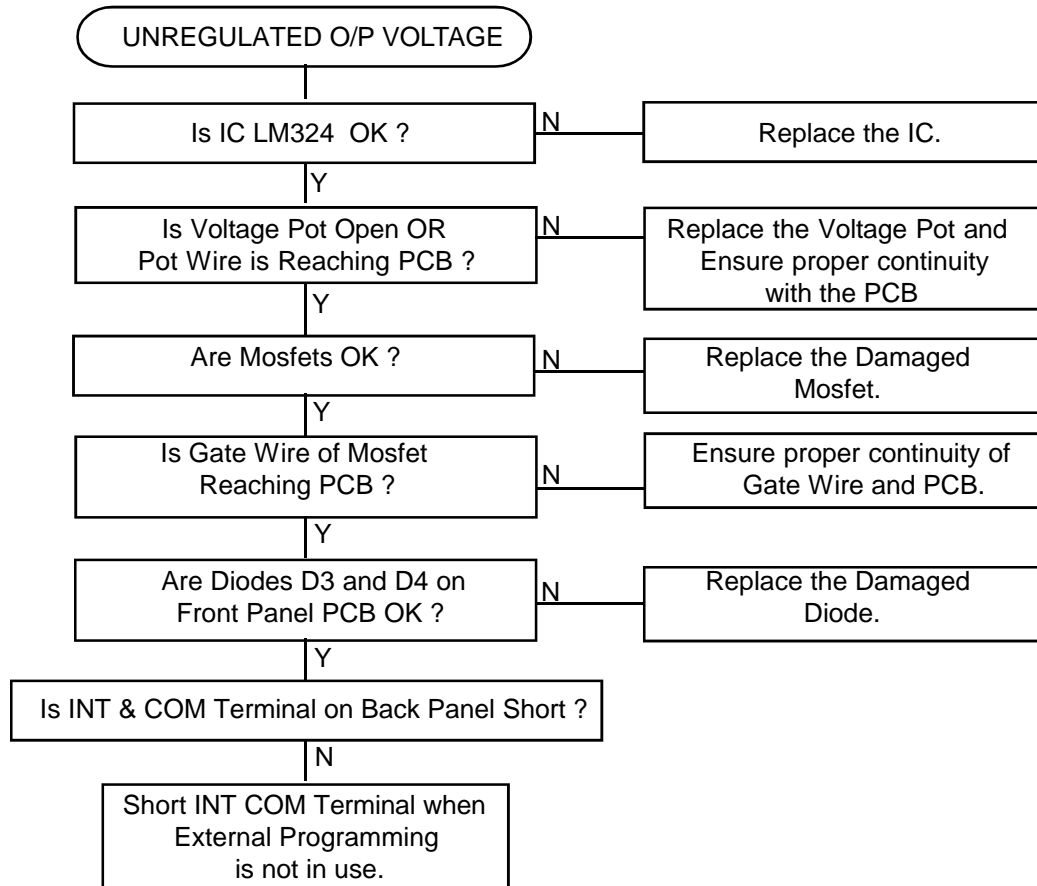 UNREGULATED O/P VOLTAGE
Is IC LM324 OK ?
N
Replace the IC.
Y
Is Voltage Pot Open OR
Pot Wire is Reaching PCB ?
N
Replace the Voltage Pot and
Ensure proper continuity
with the PCB
Y
Are Mosfets OK ?
N
Replace the Damaged
Mosfet.
Y
Is Gate Wire of Mosfet
Reaching PCB ?
N
Ensure proper continuity of
Gate Wire and PCB.
Y
Are Diodes D3 and D4 on
Front Panel PCB OK ?
N
Replace the Damaged
Diode.
Y
Is INT & COM Terminal on Back Panel Short ?
N
Short INT COM Terminal when
External Programming
is not in use.